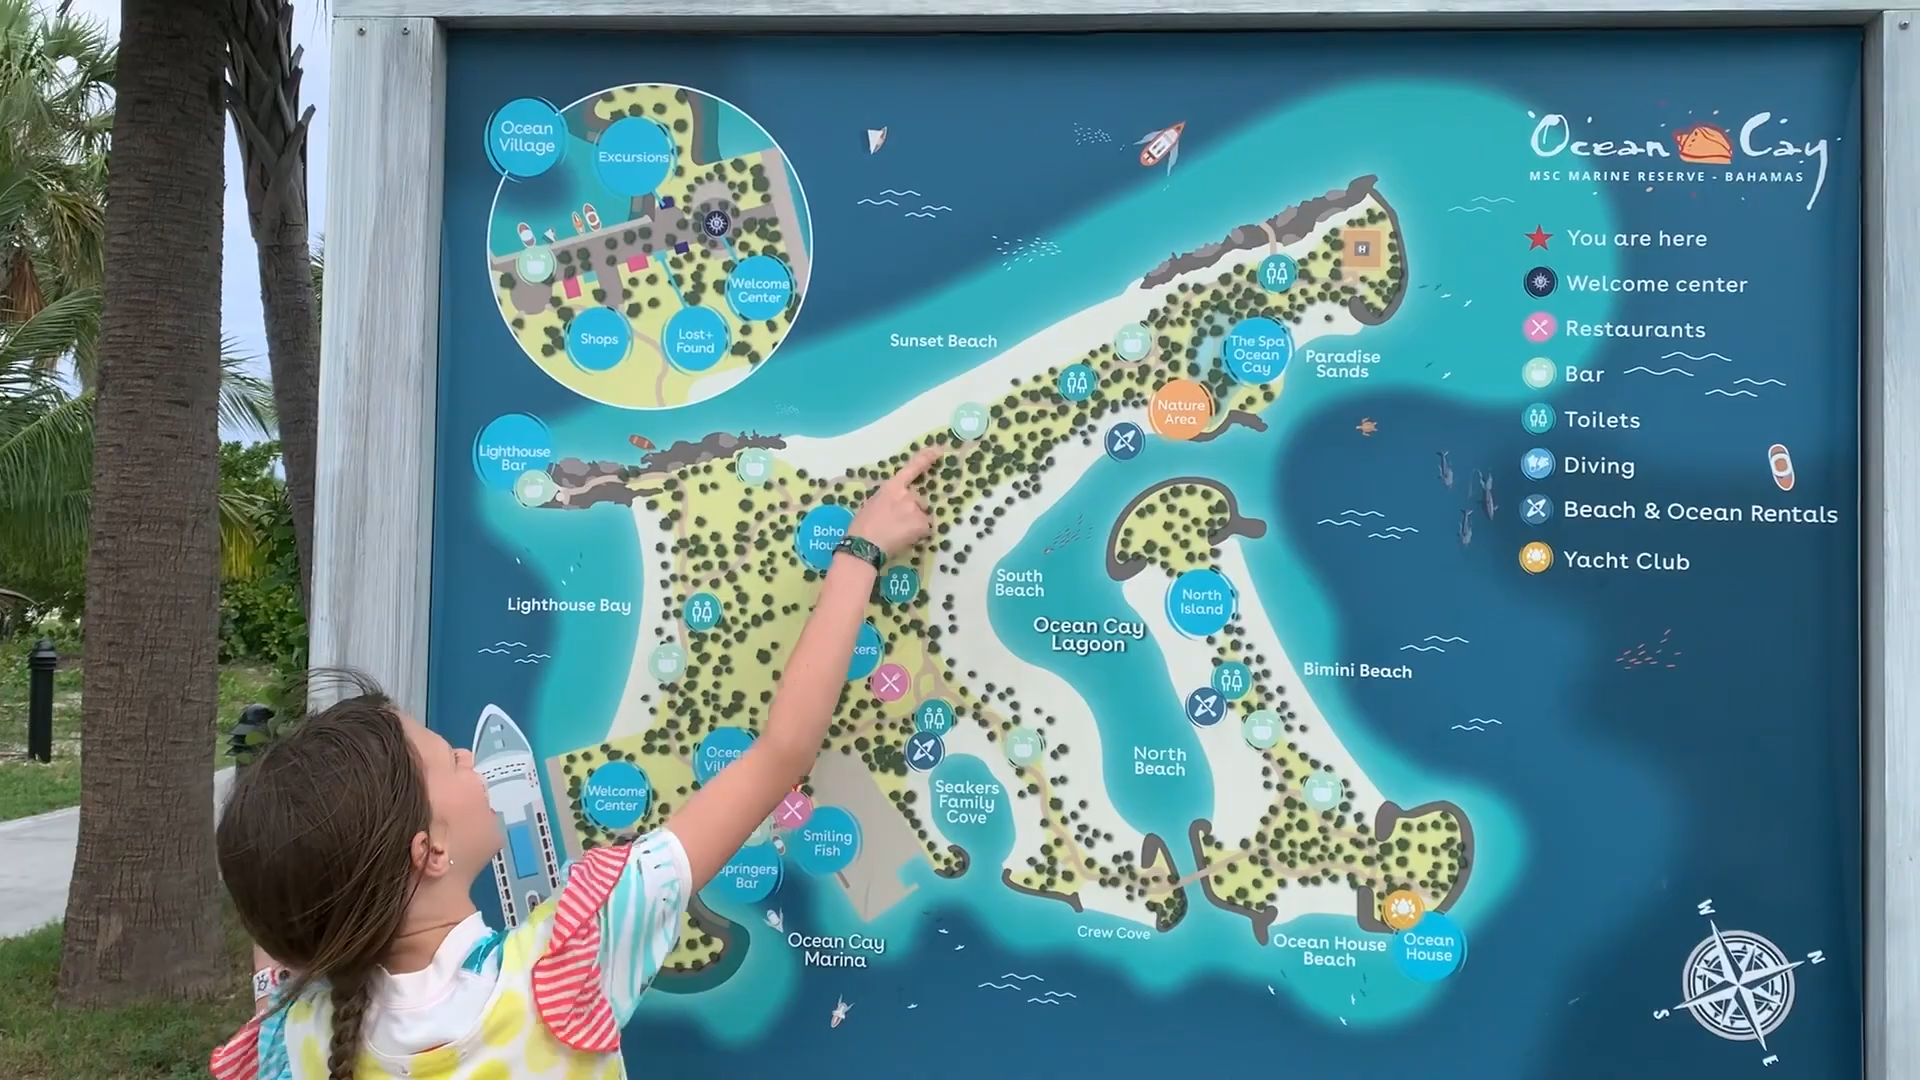 Ocean
Village
Excursions
Welcome
Center
Lost+
Found
Shops
Ocean Cay
MSC MARINE RESERVE - BAHAMAS
You are here
Welcome center
Restaurants
Bar
Toilets
Diving
Beach & Ocean Rentals
Yacht Club
Sunset Beach
H
The Spa
Ocean
Cay
Paradise
Sands
Nature
Area
Lighthouse
Bar
Boho
South
Beach
Ocean Cay
Lagoon
North
Island
Lighthouse Bay
Bimini Beach
North
Beach
Welcome
Center
Seakers
Family
Cove
Smiling
Fish
Springers
Bar
Ocean Cay
Marina
Crew Cove
Ocean House
Beach
Ocean
House
W
N
S
E